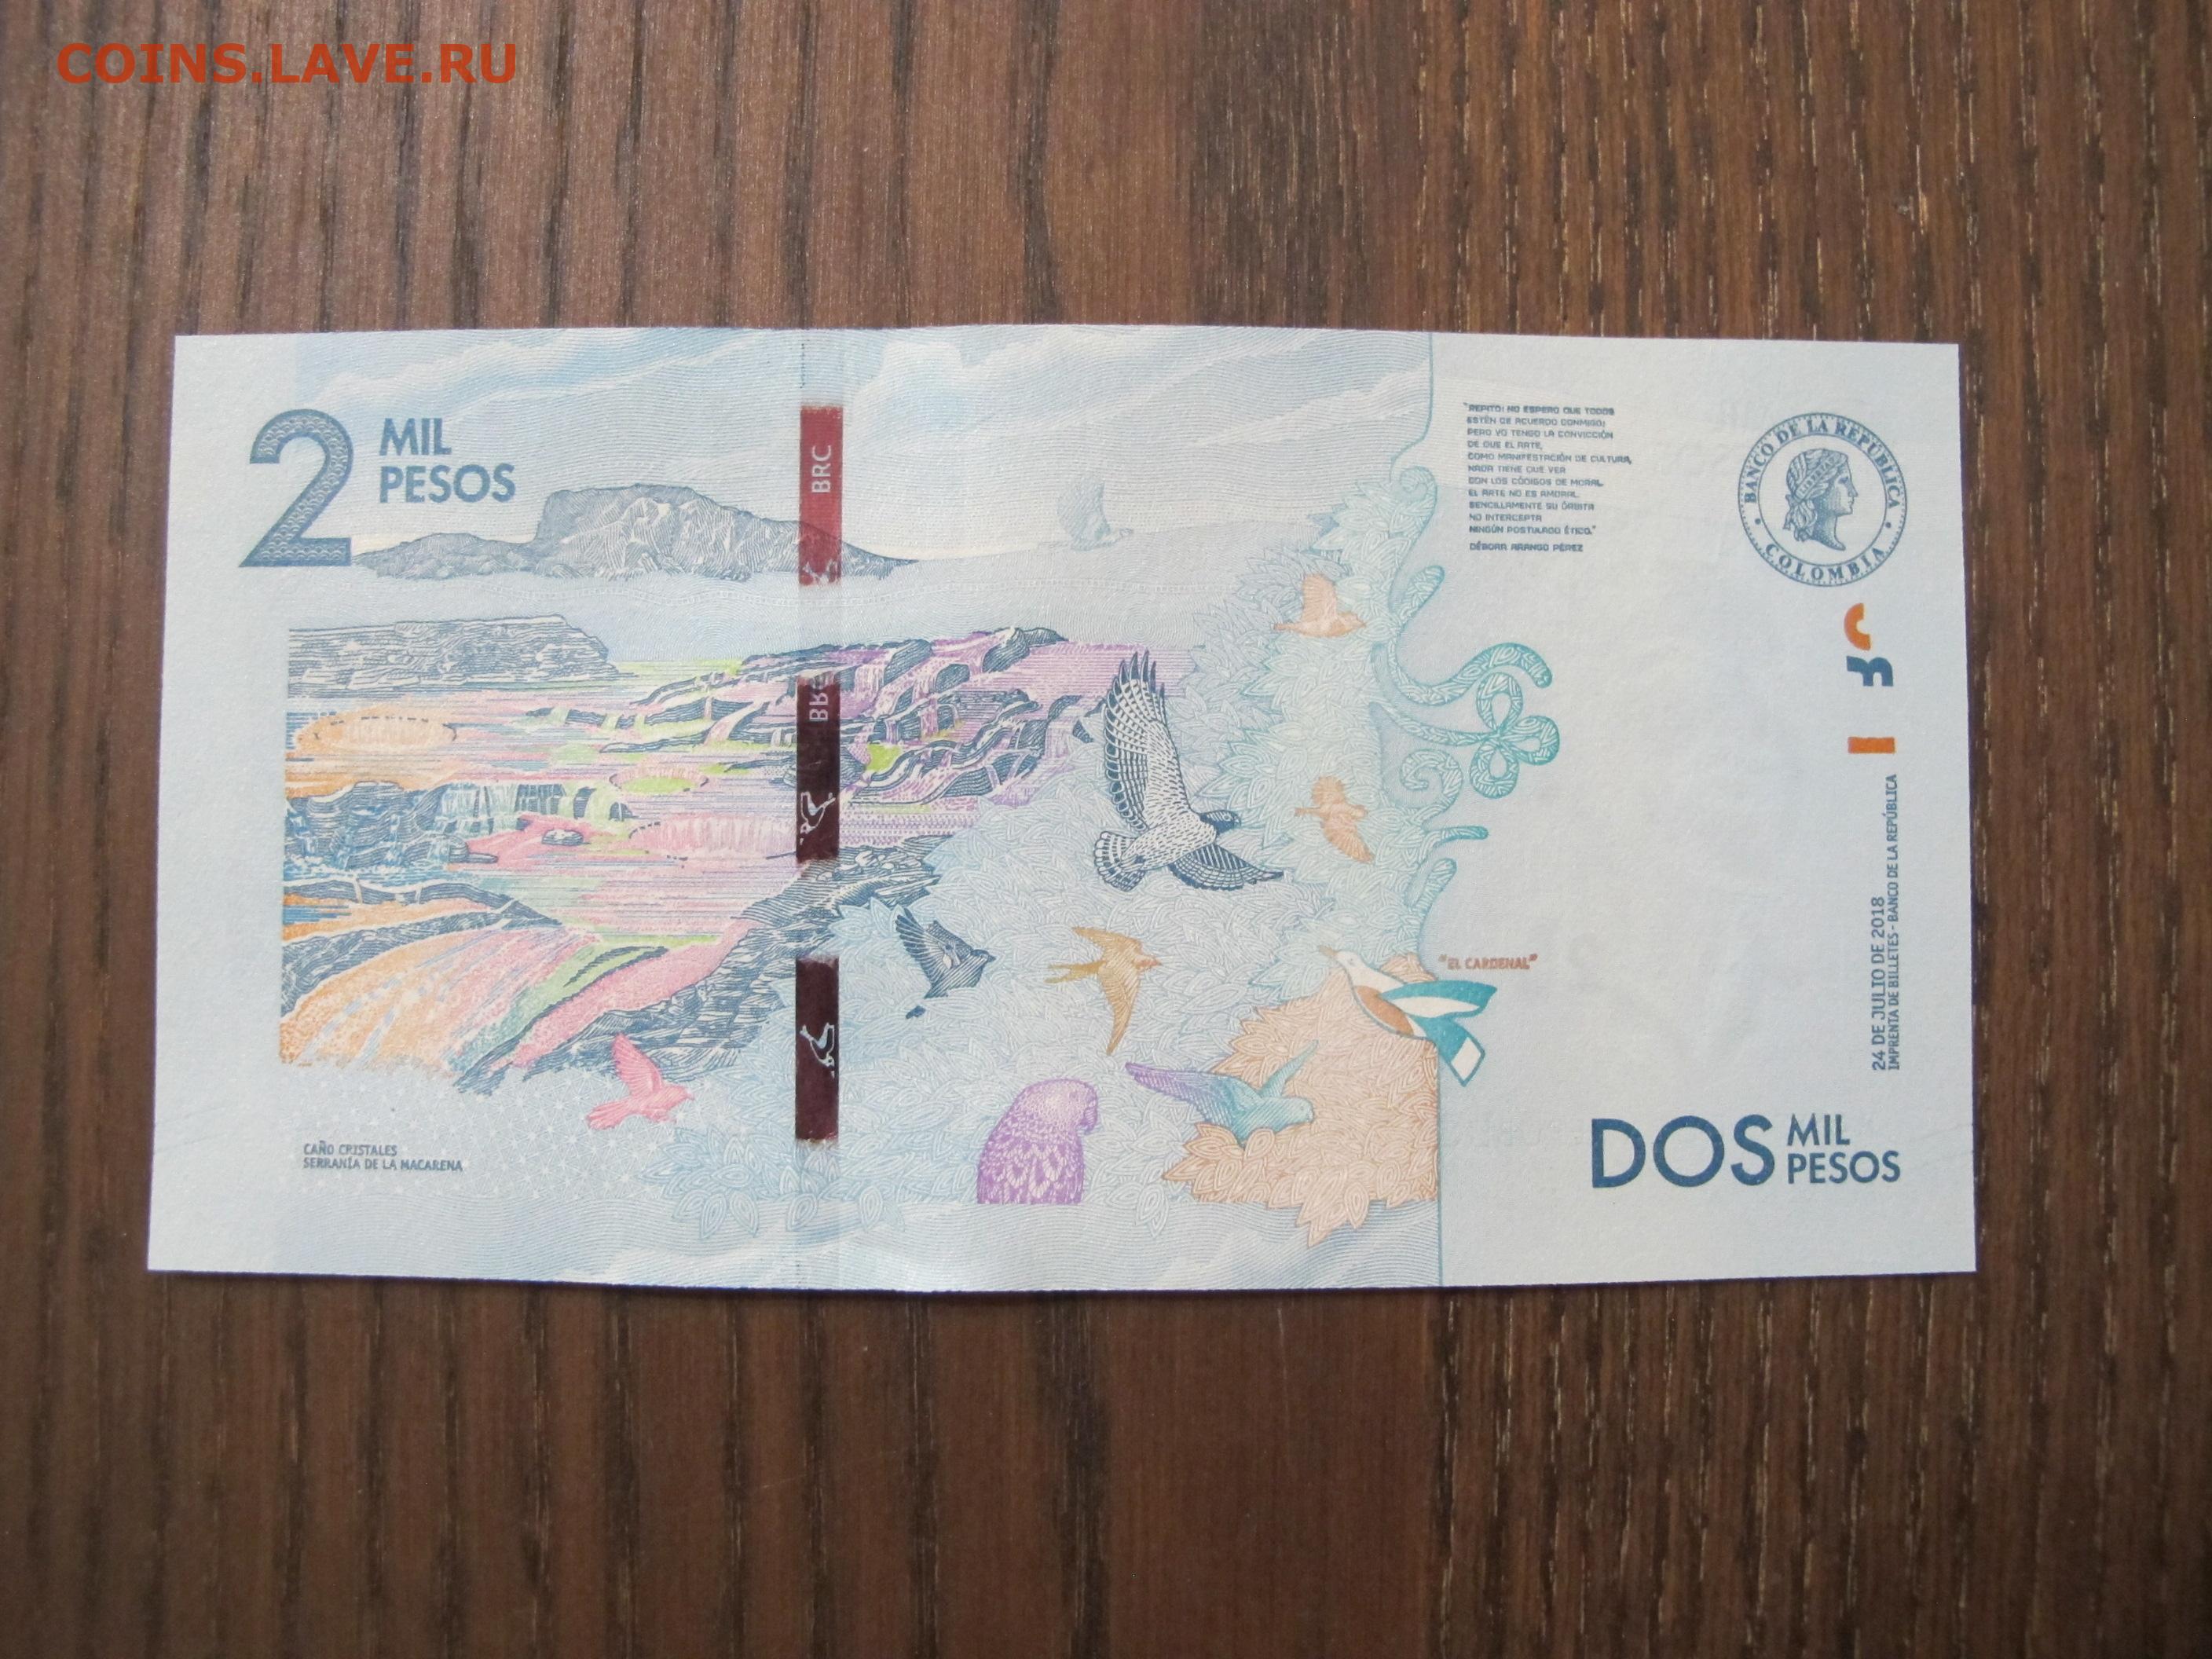 COINS.LAVE.RU
2 MIL
PESOS
BRC
BRC
"REPITO: NO ESPERO QUE TODOS
ESTÉN DE ACUERDO CONMIGO;
PERO YO TENGO LA CONVICCIÓN
DE QUE EL ARTE,
COMO MANIFESTACIÓN DE CULTURA,
NADA TIENE QUE VER
CON LOS CÓDIGOS DE MORAL.
EL ARTE NO ES AMORAL.
SENCILLAMENTE SU ÓRBITA
NO INTERCEPTA
NINGÚN POSTULADO ÉTICO."
DÉBORA ARANGO PÉREZ
BANCO DE LA REPÚBLICA
COLOMBIA
"EL CARDENAL"
24 DE JULIO DE 2018
IMPRENTA DE BILLETES - BANCO DE LA REPÚBLICA
CAÑO CRISTALES
SERRANÍA DE LA MACARENA
DOS MIL
PESOS